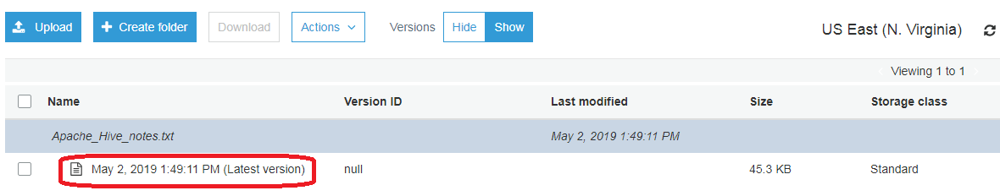 Upload Create folder Download Actions Versions Hide Show US East (N. Virginia)
Viewing 1 to 1
Name Version ID Last modified Size Storage class
Apache_Hive_notes.txt May 2, 2019 1:49:11 PM
May 2, 2019 1:49:11 PM (Latest version) null 45.3 KB Standard